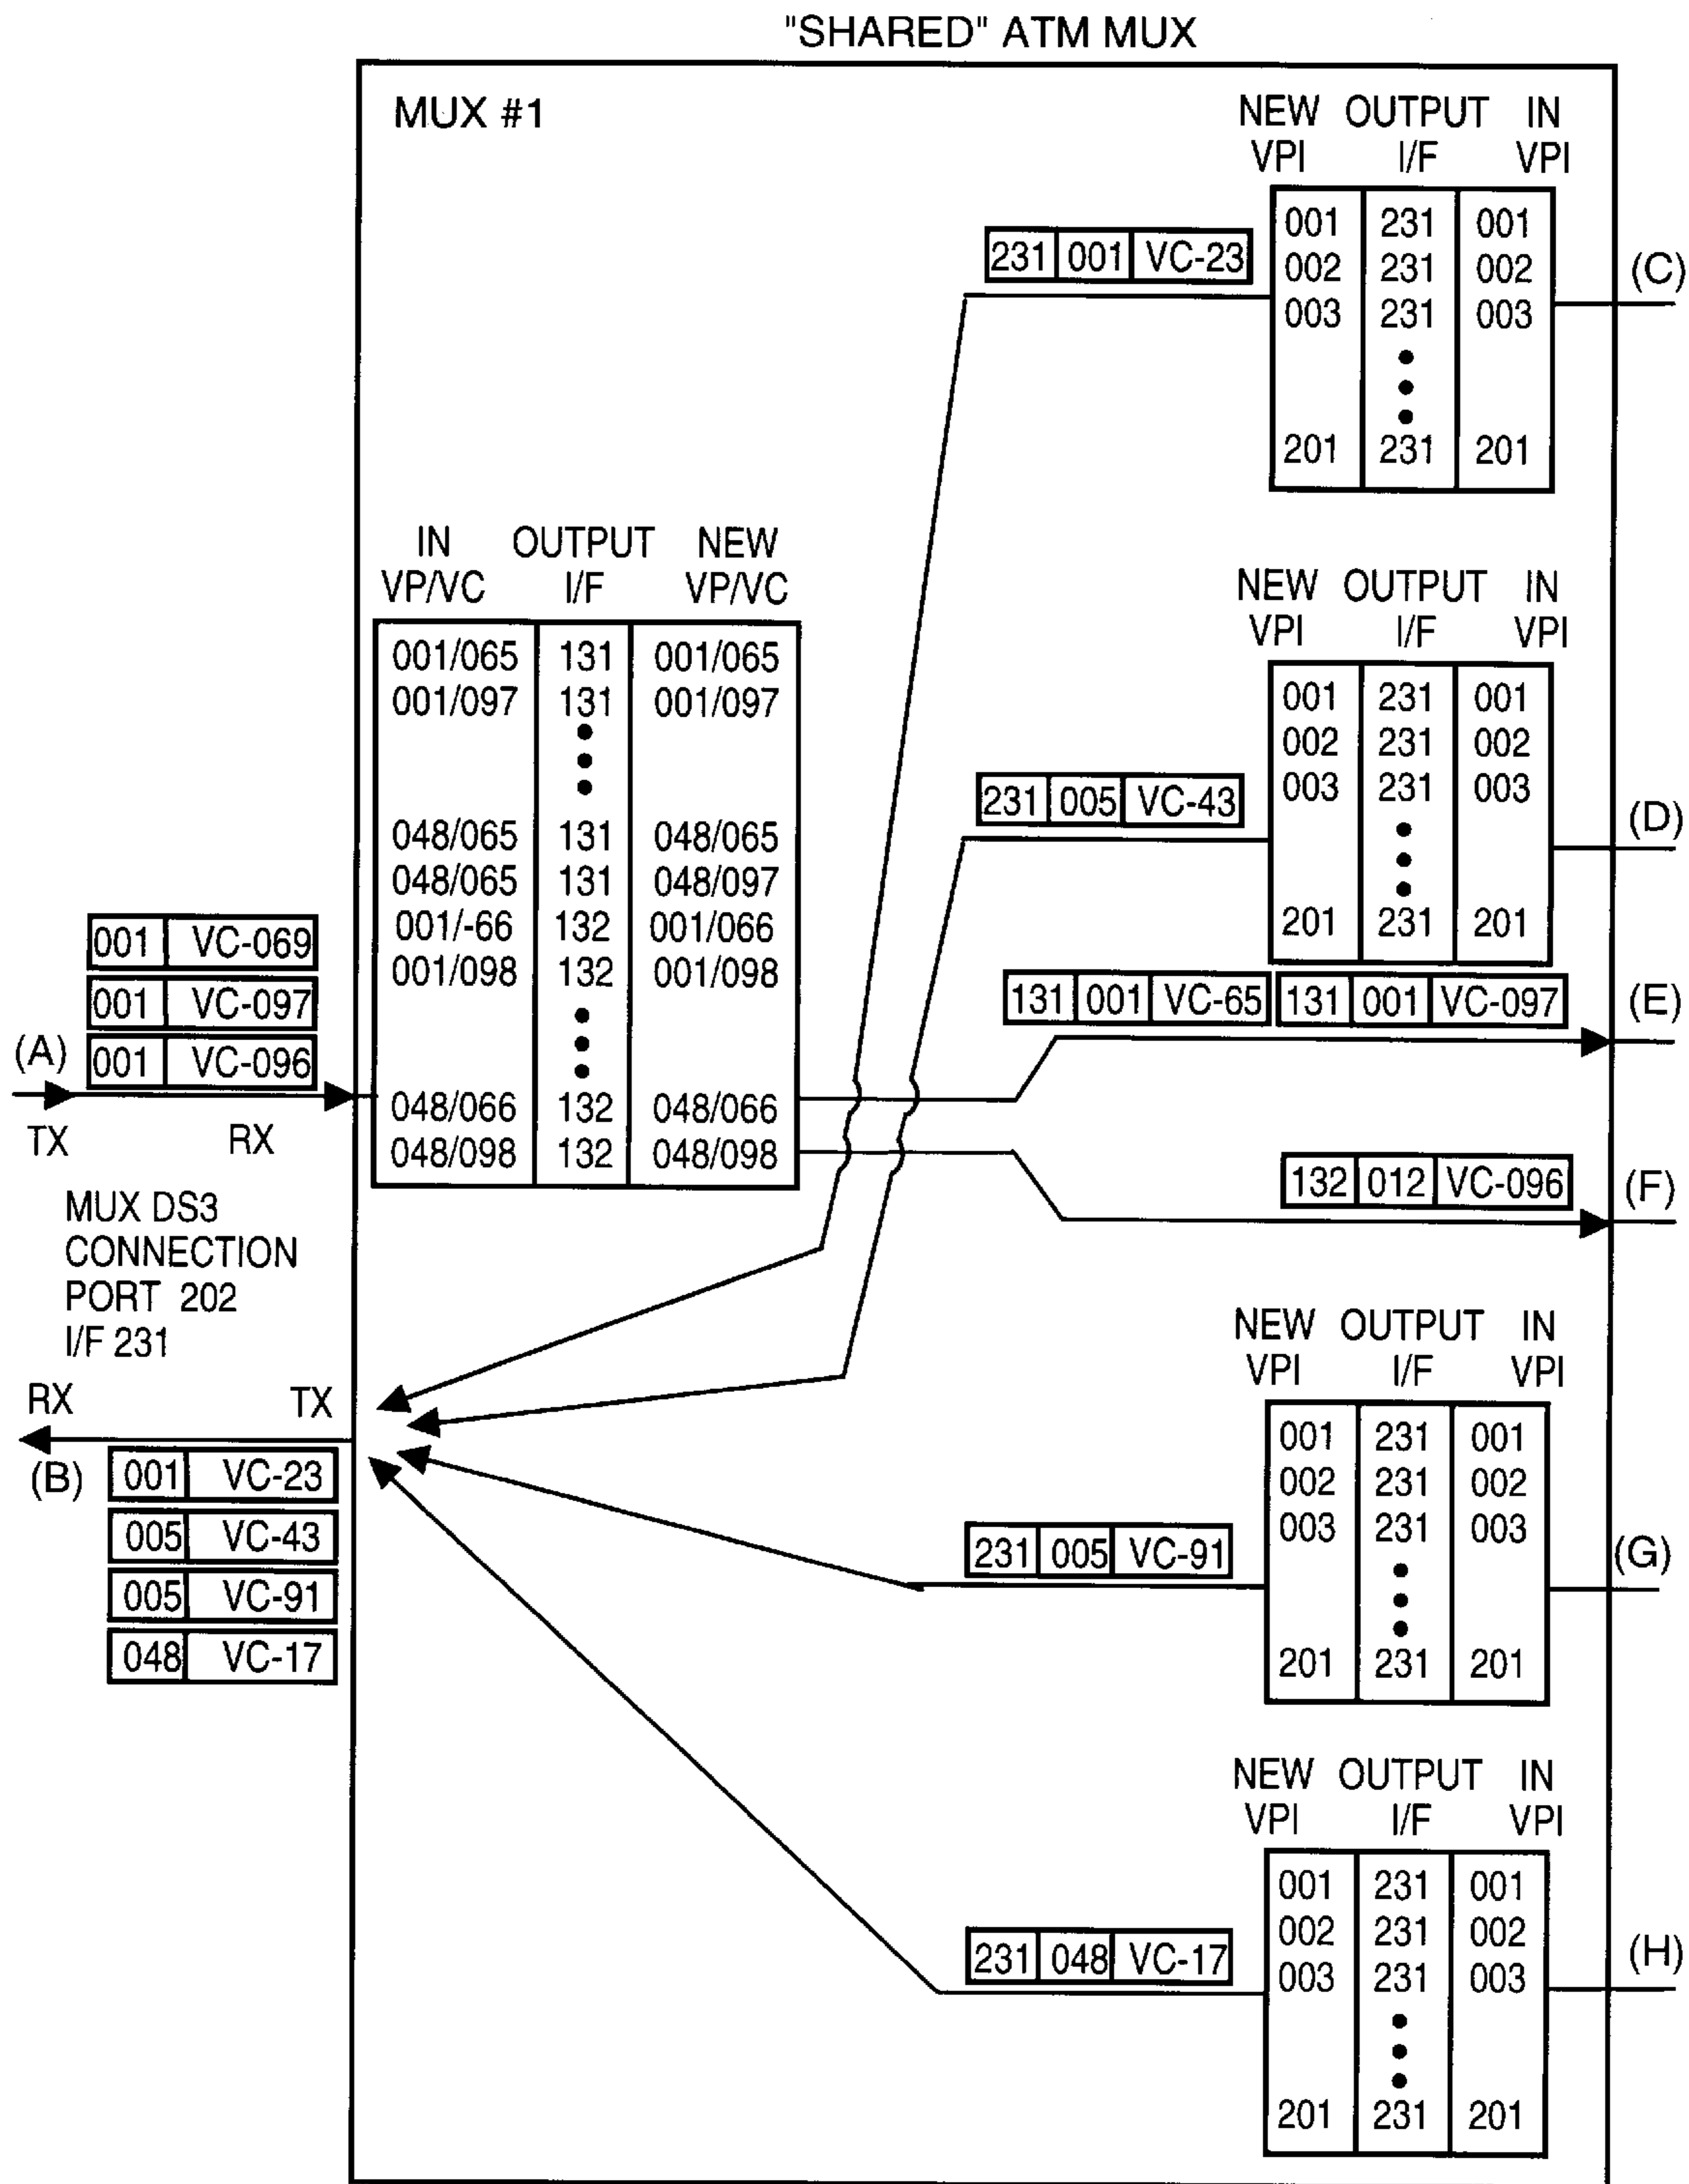 "SHARED" ATM MUX
MUX #1
NEW OUTPUT IN
VPI I/F VPI
001 231 001
002 231 002
003 231 003
201 231 201
231 001 VC-23
(C)
IN OUTPUT NEW
VP/VC I/F VP/VC
001/065 131 001/065
001/097 131 001/097
048/065 131 048/065
048/065 131 048/097
001/-66 132 001/066
001/098 132 001/098
048/066 132 048/066
048/098 132 048/098
NEW OUTPUT IN
VPI I/F VPI
001 231 001
002 231 002
003 231 003
201 231 201
231 005 VC-43
(D)
001 VC-069
001 VC-097
001 VC-096
(A)
TX RX
131 001 VC-65 131 001 VC-097
(E)
132 012 VC-096
(F)
MUX DS3
CONNECTION
PORT 202
I/F 231
RX TX
(B)
001 VC-23
005 VC-43
005 VC-91
048 VC-17
NEW OUTPUT IN
VPI I/F VPI
001 231 001
002 231 002
003 231 003
201 231 201
231 005 VC-91
(G)
NEW OUTPUT IN
VPI I/F VPI
001 231 001
002 231 002
003 231 003
201 231 201
231 048 VC-17
(H)